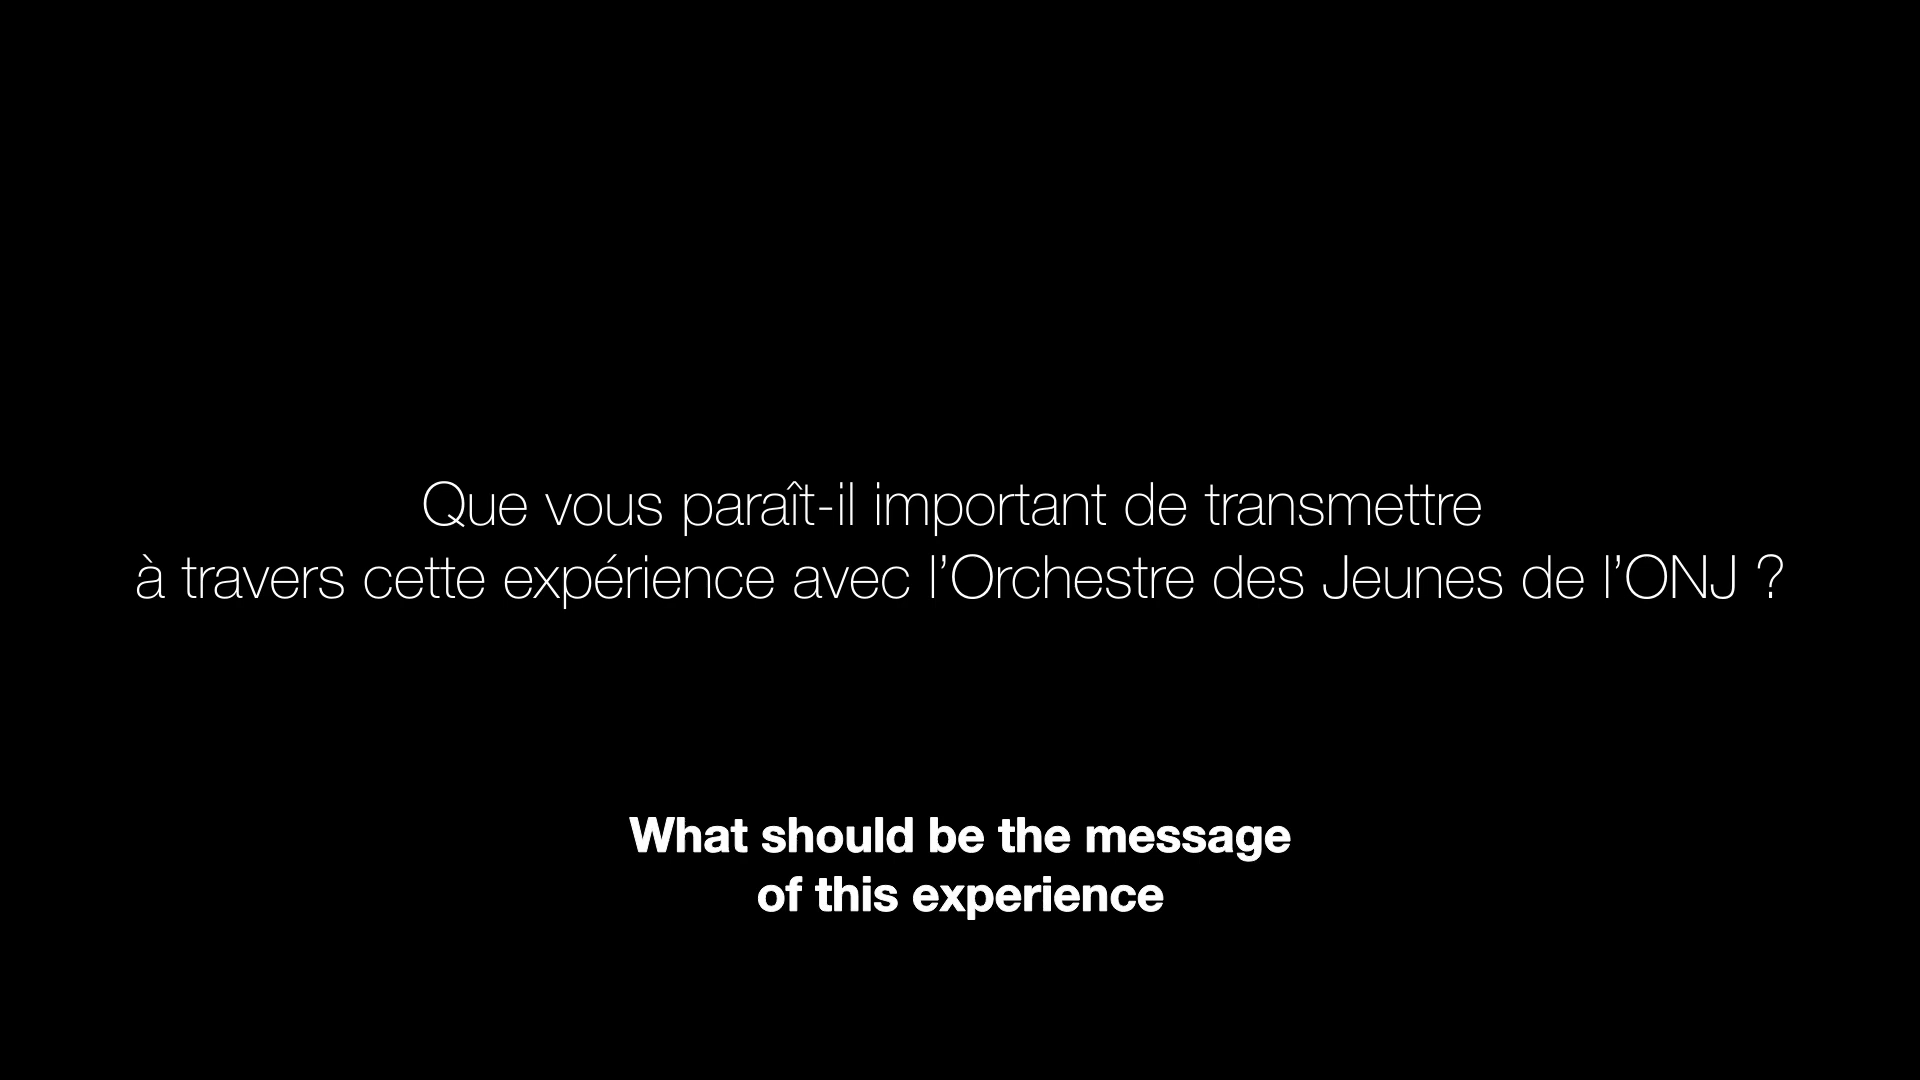 Que vous paraît-il important de transmettre
à travers cette expérience avec l’Orchestre des Jeunes de l’ONJ ?
What should be the message
of this experience